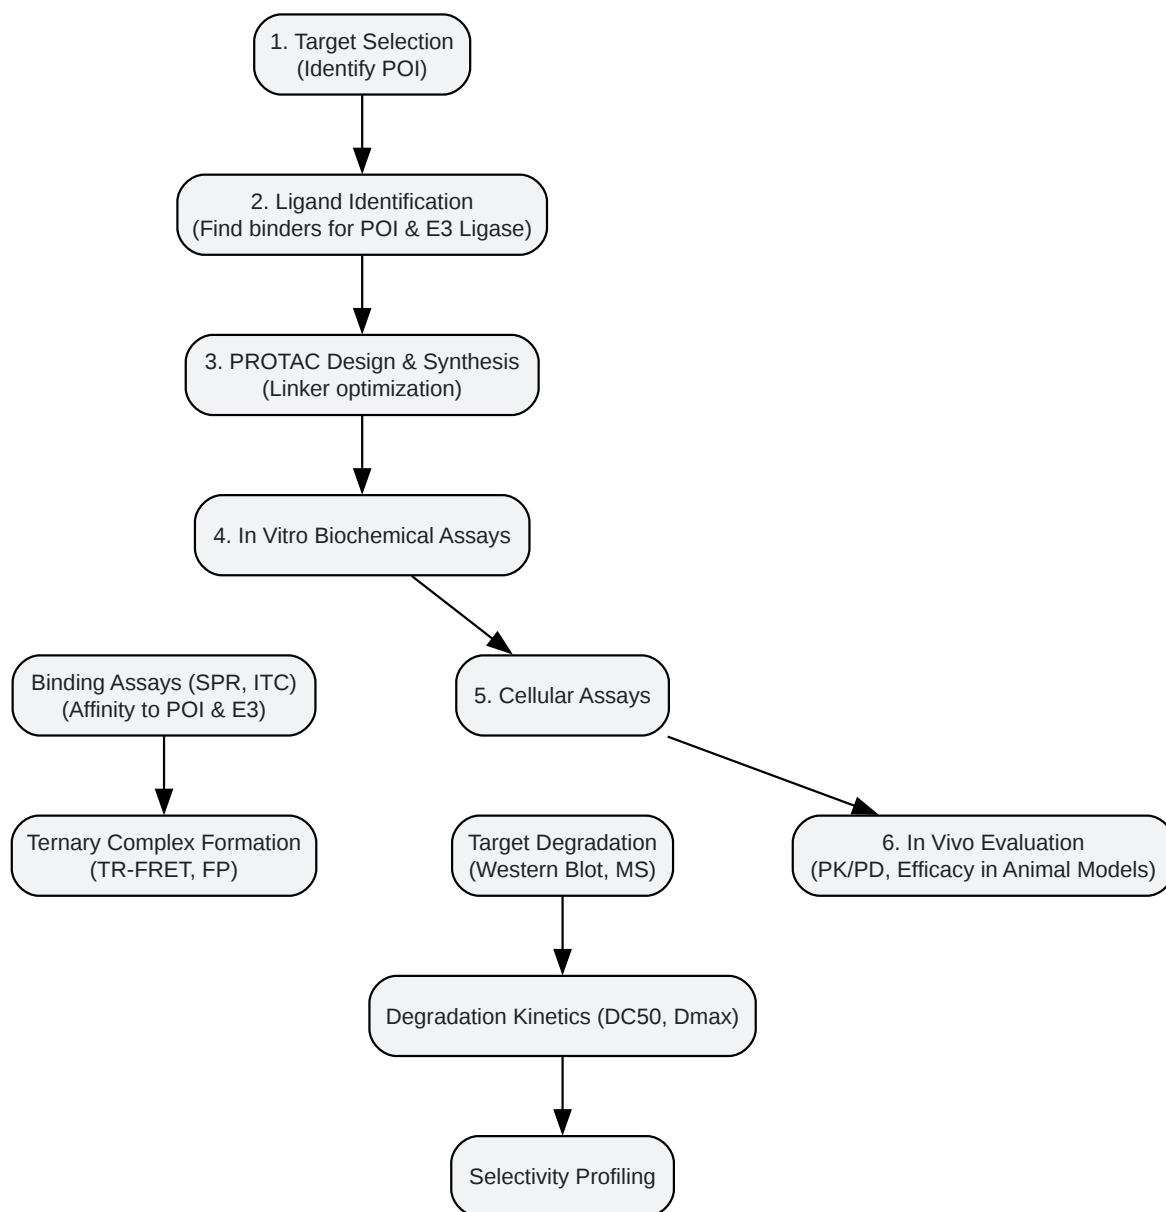 1. Target Selection
(Identify POI)
2. Ligand Identification
(Find binders for POI & E3 Ligase)
3. PROTAC Design & Synthesis
(Linker optimization)
4. In Vitro Biochemical Assays
Binding Assays (SPR, ITC)
(Affinity to POI & E3)
5. Cellular Assays
Ternary Complex Formation
(TR-FRET, FP)
Target Degradation
(Western Blot, MS)
6. In Vivo Evaluation
(PK/PD, Efficacy in Animal Models)
Degradation Kinetics (DC50, Dmax)
Selectivity Profiling